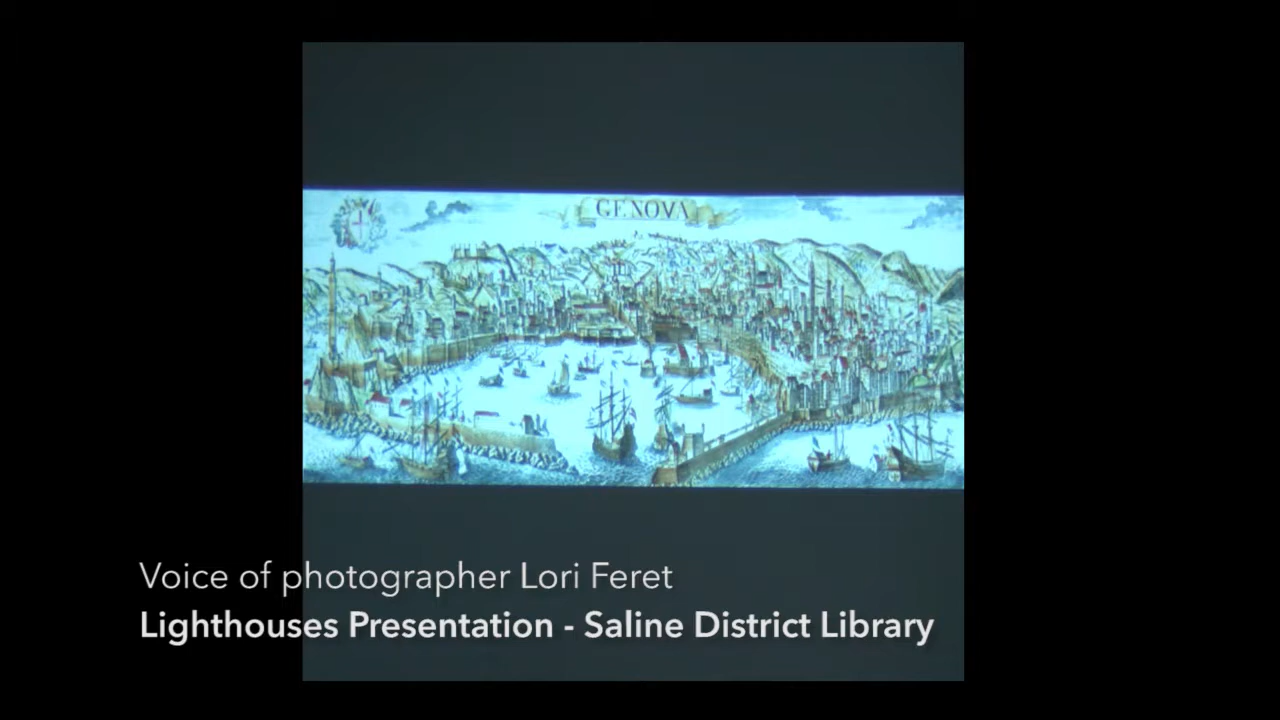 GENOVA
Voice of photographer Lori Feret
Lighthouses Presentation - Saline District Library